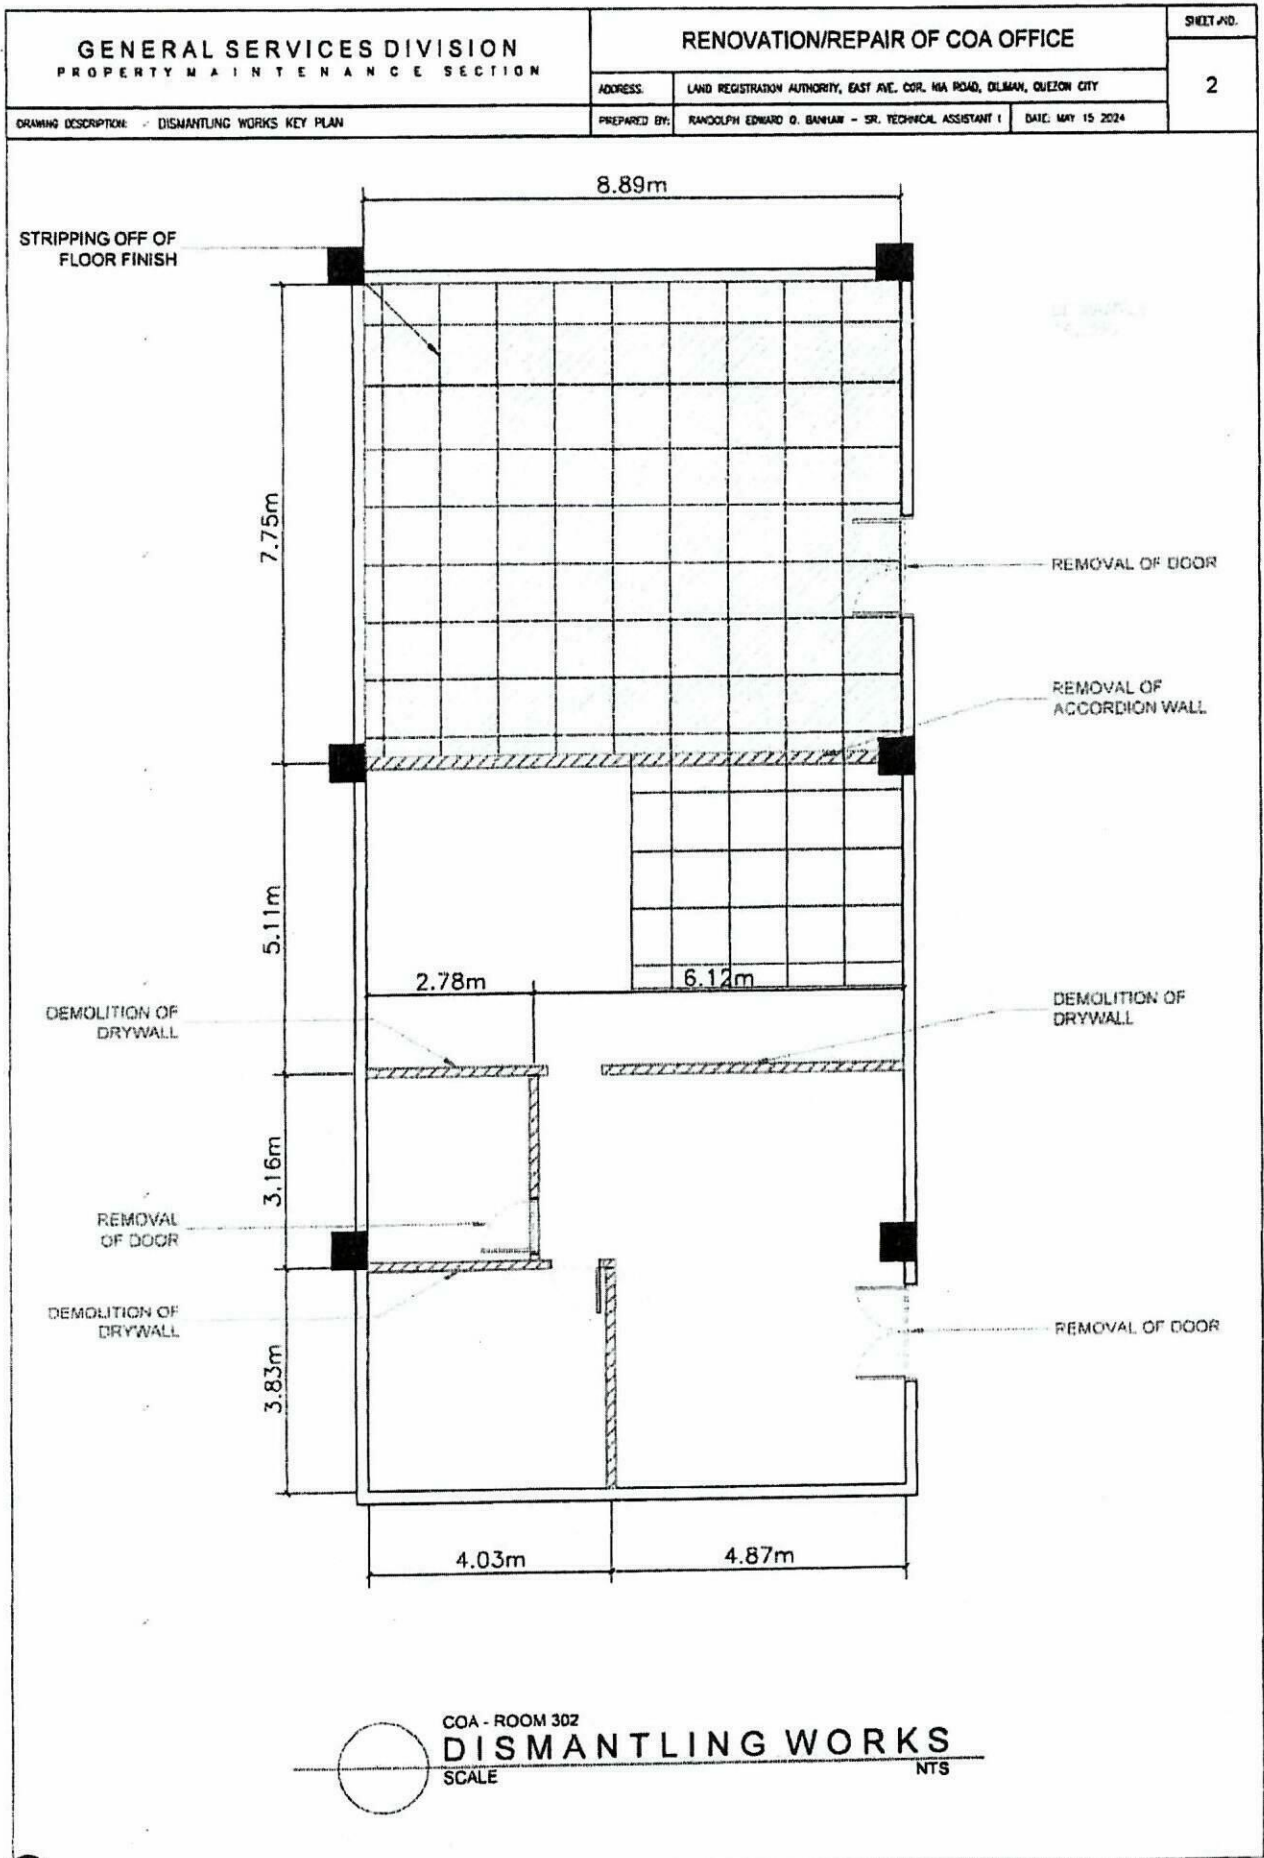 GENERAL SERVICES DIVISION
PROPERTY MAINTENANCE SECTION
DRAWING DESCRIPTION: DISMANTLING WORKS KEY PLAN
RENOVATION/REPAIR OF COA OFFICE
ADDRESS: LAND REGISTRATION AUTHORITY, EAST AVE. COR. NIA ROAD, DILIMAN, QUEZON CITY
PREPARED BY: RANDOLPH EDWARD O. - SR. TECHNICAL ASSISTANT I
DATE: MAY 15 2024
SHEET NO.
2
8.89m
STRIPPING OFF OF
FLOOR FINISH
7.75m
REMOVAL OF DOOR
REMOVAL OF
ACCORDION WALL
5.11m
2.78m
6.12m
DEMOLITION OF
DRYWALL
DEMOLITION OF
DRYWALL
3.16m
REMOVAL
OF DOOR
DEMOLITION OF
DRYWALL
REMOVAL OF DOOR
3.83m
4.03m
4.87m
COA - ROOM 302
DISMANTLING WORKS
SCALE
NTS